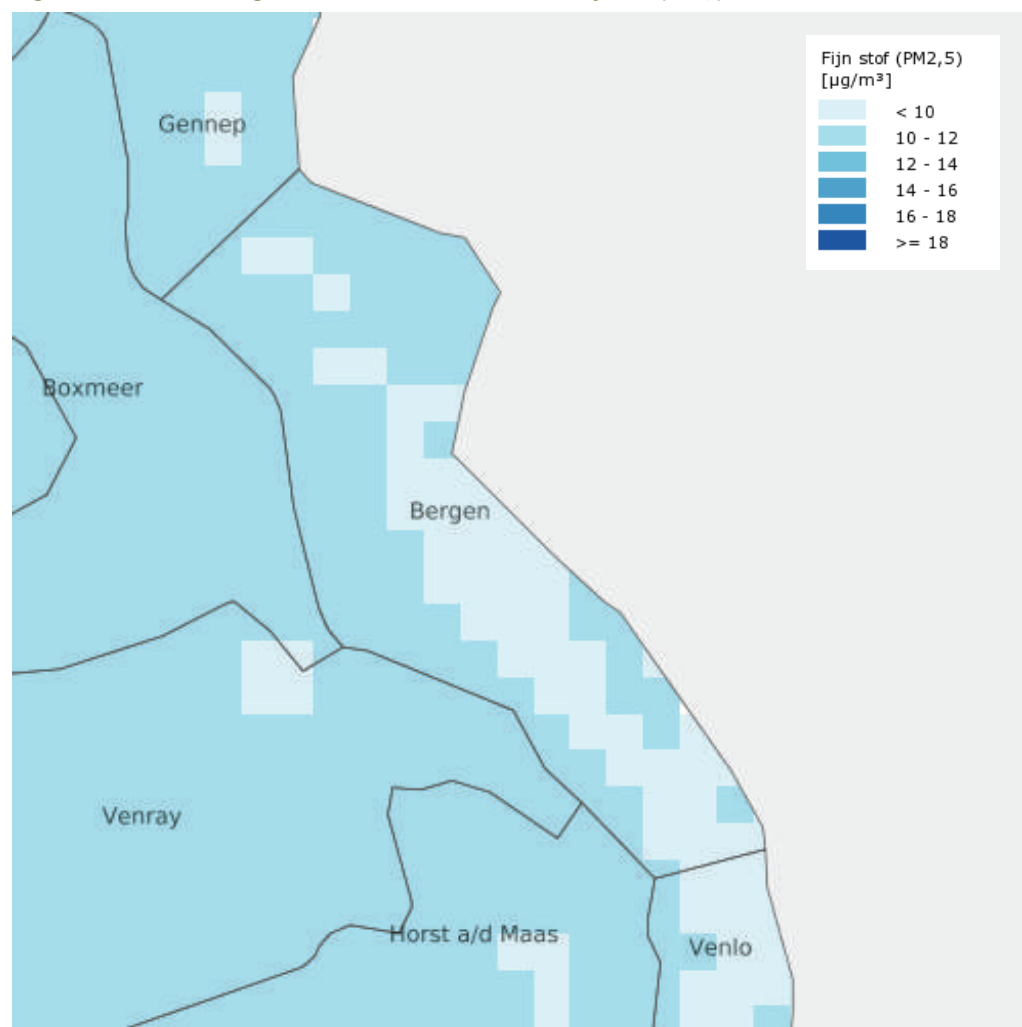 Fijn stof (PM2,5)
[µg/m³]
< 10
10 - 12
12 - 14
14 - 16
16 - 18
>= 18
Gennep
Boxmeer
Bergen
Venray
Horst a/d Maas
Venlo